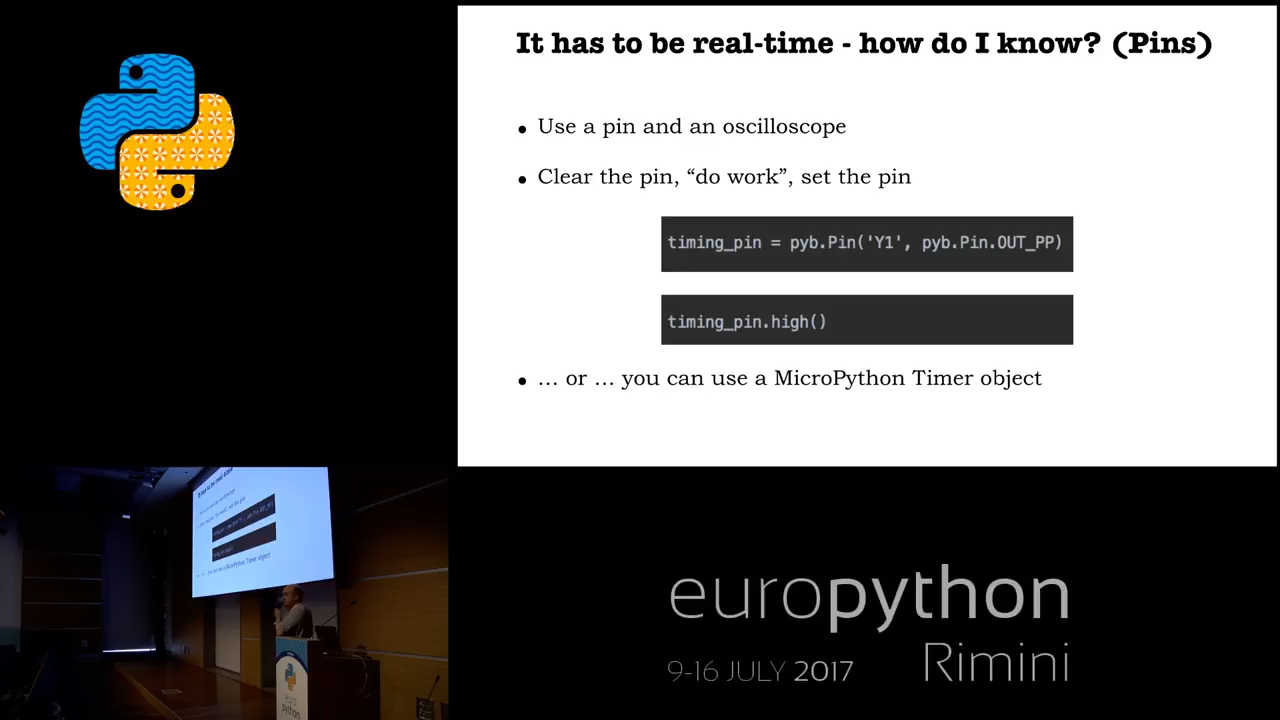 It has to be real-time - how do I know? (Pins)
• Use a pin and an oscilloscope
• Clear the pin, “do work”, set the pin
timing_pin = pyb.Pin('Y1', pyb.Pin.OUT_PP)
timing_pin.high()
• … or … you can use a MicroPython Timer object
europython
Rimini
9-16 JULY 2017
python